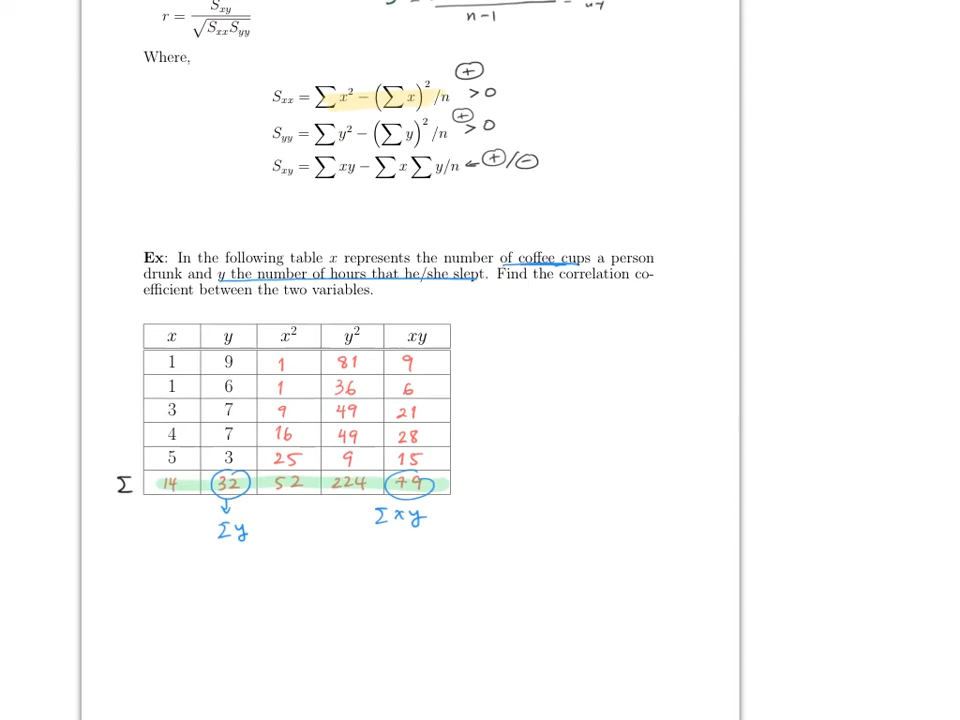 r = S_xy / √(S_xx S_yy)
n-1
Where,
S_xx = ∑ x² − (∑ x)² /n > 0 (+)
S_yy = ∑ y² − (∑ y)² /n > 0 (+)
S_xy = ∑ xy − ∑ x ∑ y/n ← (+)/(−)
Ex: In the following table x represents the number of coffee cups a person
drunk and y the number of hours that he/she slept. Find the correlation co-
efficient between the two variables.
x y x² y² xy
1 9 1 81 9
1 6 1 36 6
3 7 9 49 21
4 7 16 49 28
5 3 25 9 15
Σ 14 32 52 224 79
Σy Σxy